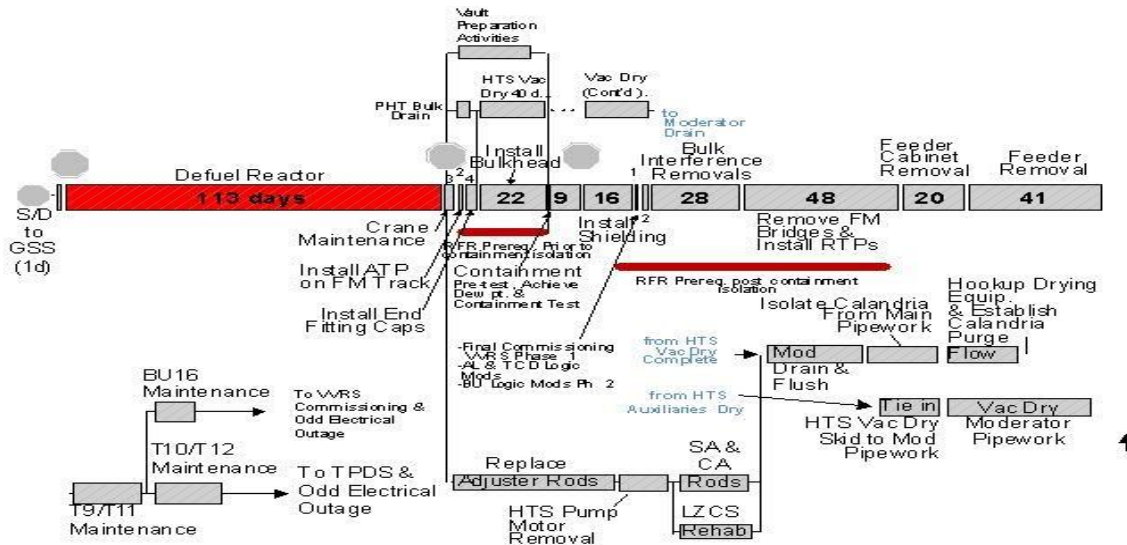 Vault
Preparation
Activities
HTS Vac
Dry 40 d...
Vac Dry
(Cont'd).
PHT Bulk
Drain
to
Moderator
Drain
Install
Bulkhead
Bulk
Interference
Removals
Feeder
Cabinet
Removal
Feeder
Removal
Defuel Reactor
S/D
to
GSS
(1d)
113 days
3 2 4 22 9 16 1 2 28 48 20 41
Crane
Maintenance
RFR Prereq. Prior to
containment isolation
Install
Shielding
Remove FM
Bridges &
Install RTPs
Install ATP
on FM Track
Containment
Pre-test, Achieve
Dew pt. &
Containment Test
RFR Prereq. post containment
isolation
Install End
Fitting Caps
Isolate Calandria
From Main
Pipework
Hookup Drying
Equip.
& Establish
Calandria
Purge
Flow
-Final Commissioning
VVRS Phase 1
-AL & TCD Logic
Mods
-BU Logic Mods Ph 2
from HTS
Vac Dry
Complete
Mod
Drain &
Flush
from HTS
Auxiliaries Dry
Tie in
HTS Vac Dry
Skid to Mod
Pipework
Vac Dry
Moderator
Pipework
BU16
Maintenance
To VVRS
Commissioning &
Odd Electrical
Outage
T10/T12
Maintenance
To TPDS &
Odd Electrical
Outage
T9/T11
Maintenance
Replace
Adjuster Rods
HTS Pump
Motor
Removal
SA &
CA
Rods
LZCS
Rehab